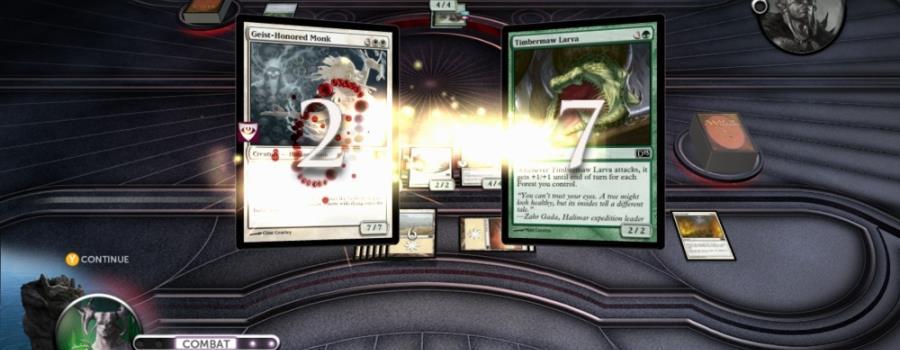 4/4
Geist-Honored Monk
3
2
7/7
Timbermaw Larva
3
7
Whenever Timbermaw Larva attacks, it
gets +1/+1 until end of turn for each
Forest you control.
"You can't trust your eyes. A tree might
look healthy, but its insides tell a different
tale."
—Zahr Gada, Halimar expedition leader
2/2
2/2
4/4
CONTINUE
COMBAT